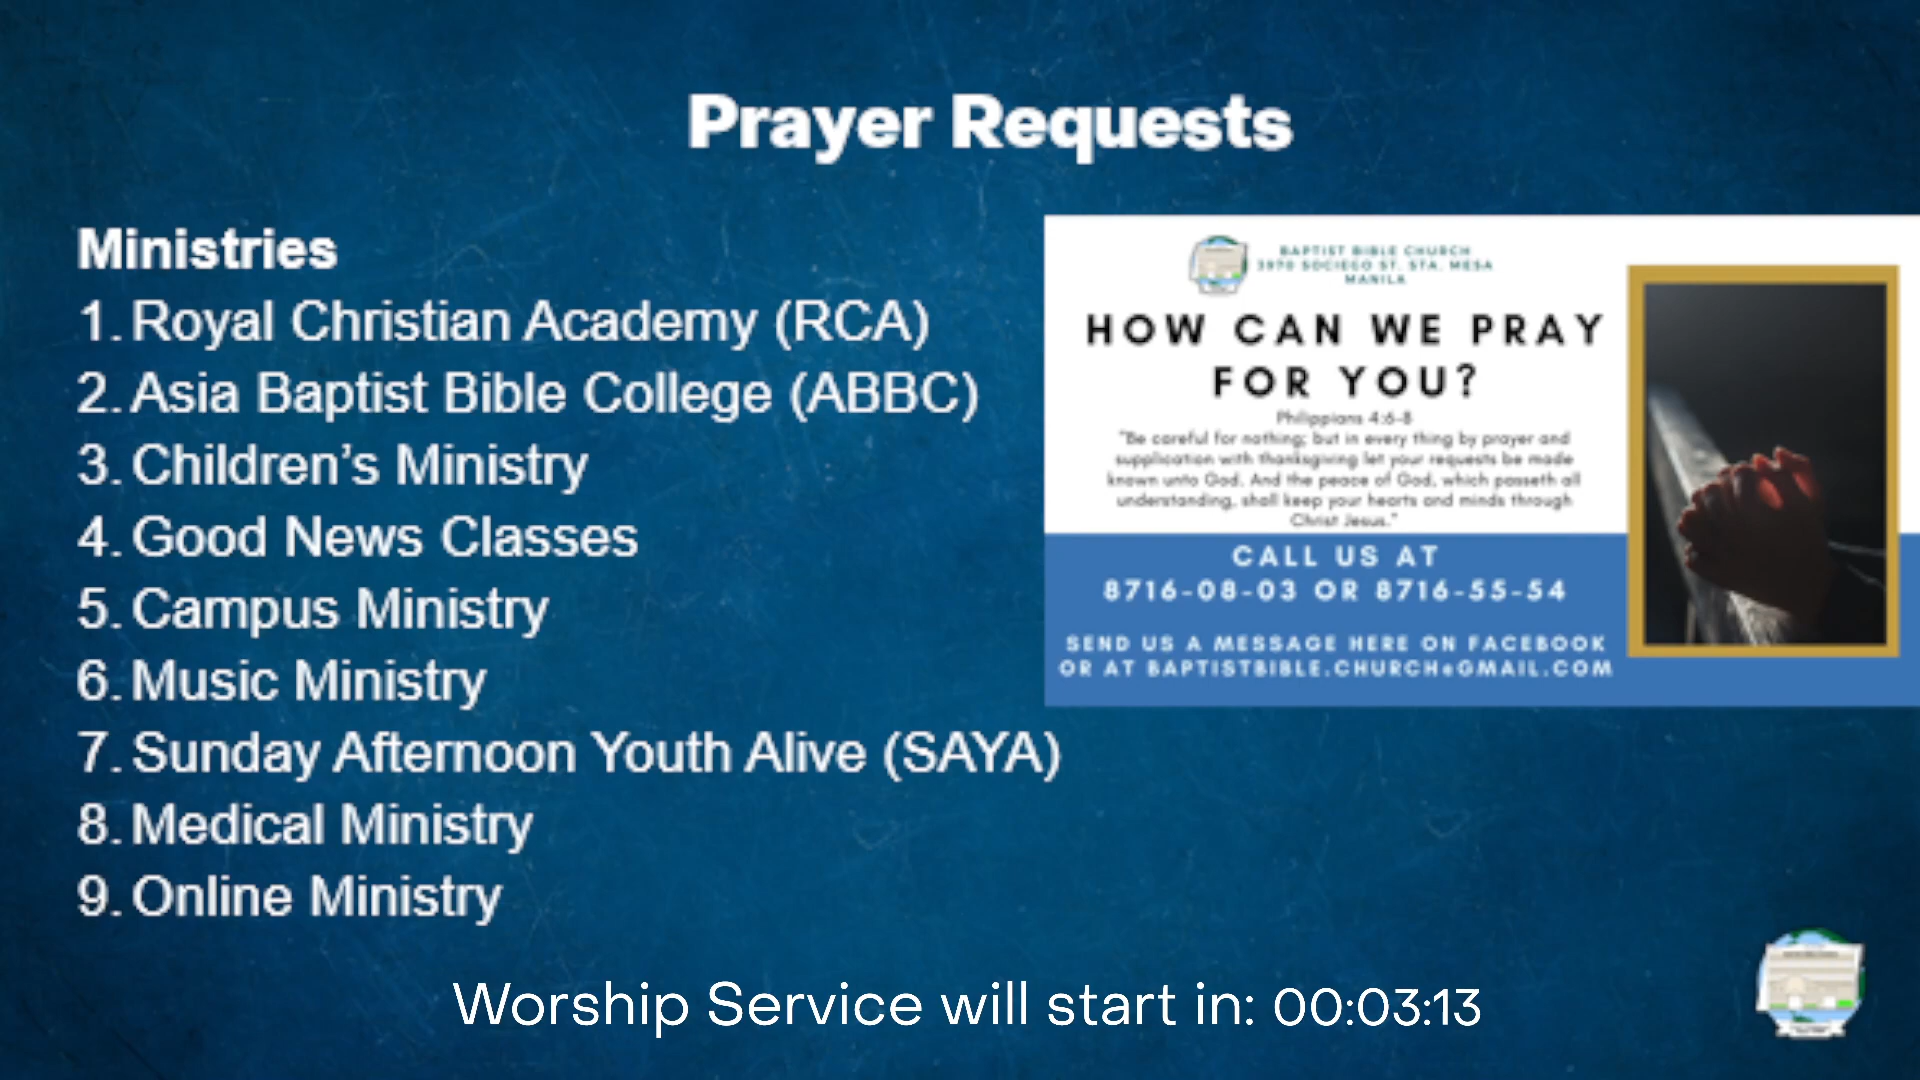 Prayer Requests
Ministries
1. Royal Christian Academy (RCA)
2. Asia Baptist Bible College (ABBC)
3. Children’s Ministry
4. Good News Classes
5. Campus Ministry
6. Music Ministry
7. Sunday Afternoon Youth Alive (SAYA)
8. Medical Ministry
9. Online Ministry
BAPTIST BIBLE CHURCH
3970 SOCIEGO ST. STA. MESA
MANILA
HOW CAN WE PRAY
FOR YOU?
Philippians 4:6-8
"Be careful for nothing; but in every thing by prayer and
supplication with thanksgiving let your requests be made
known unto God. And the peace of God, which passeth all
understanding, shall keep your hearts and minds through
Christ Jesus."
CALL US AT
8716-08-03 OR 8716-55-54
SEND US A MESSAGE HERE ON FACEBOOK
OR AT BAPTISTBIBLE.CHURCH@GMAIL.COM
Worship Service will start in: 00:03:13